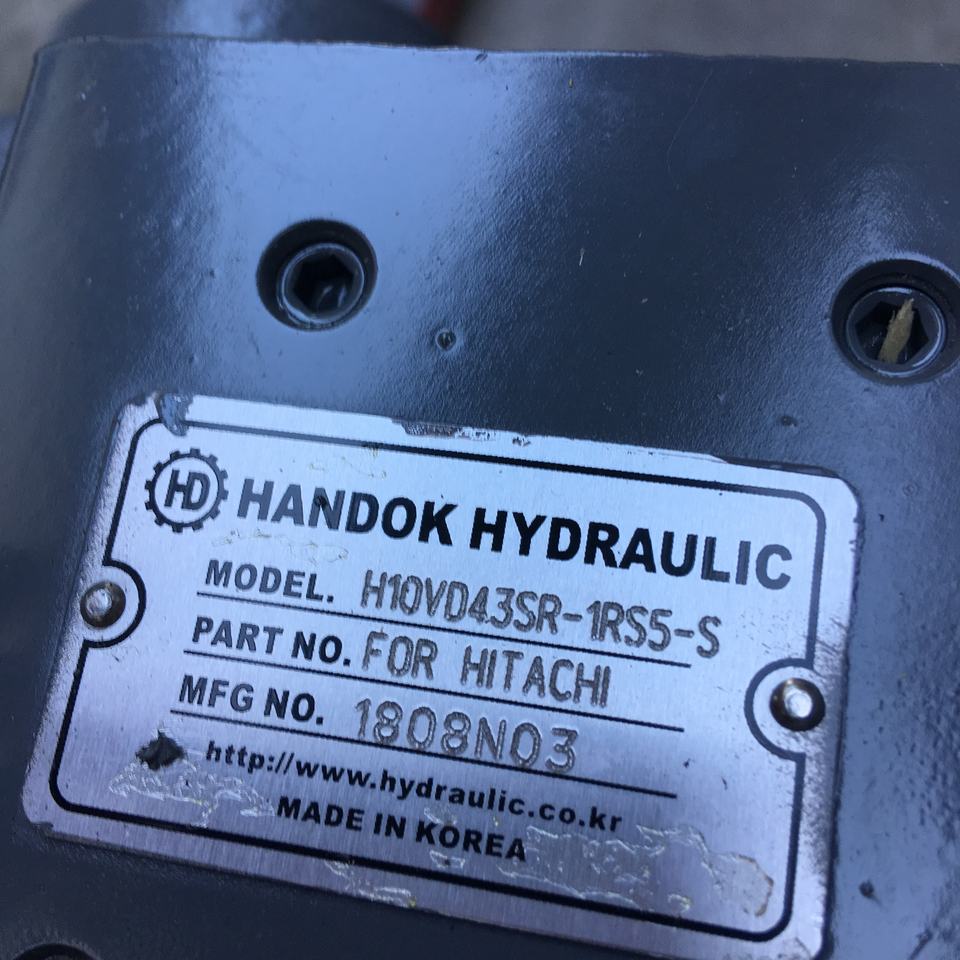 HD HANDOK HYDRAULIC
MODEL. H10VD43SR-1RS5-S
PART NO. FOR HITACHI
MFG NO. 1808N03
http://www.hydraulic.co.kr
MADE IN KOREA